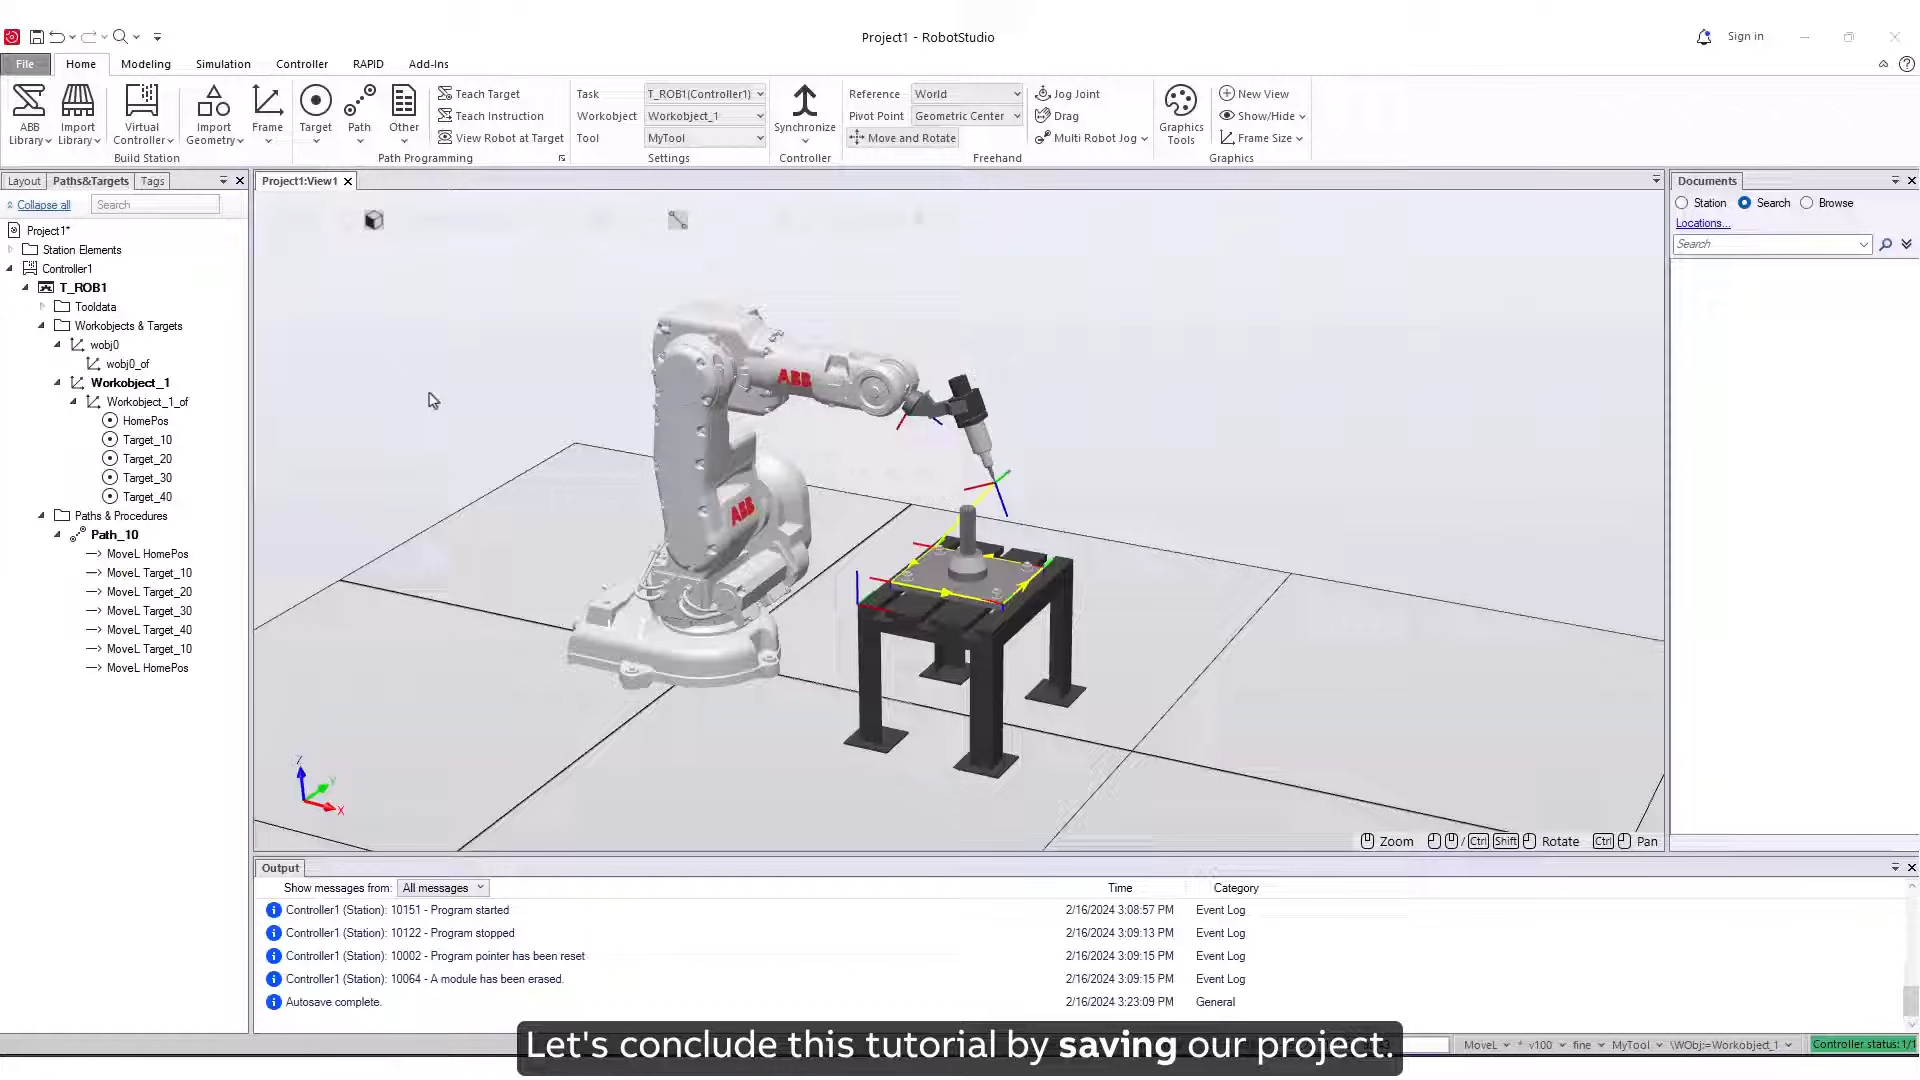 Project1 - RobotStudio
Sign in
File
Home
Modeling
Simulation
Controller
RAPID
Add-Ins
ABB
Library
Import
Library
Virtual
Controller
Import
Geometry
Frame
Build Station
Target
Path
Other
Teach Target
Teach Instruction
View Robot at Target
Path Programming
Task T_ROB1(Controller1)
Workobject Workobject_1
Tool MyTool
Settings
Synchronize
Controller
Reference World
Pivot Point Geometric Center
Move and Rotate
Jog Joint
Drag
Multi Robot Jog
Freehand
Graphics
Tools
New View
Show/Hide
Frame Size
Graphics
Layout
Paths&Targets
Tags
Collapse all
Search
Project1*
Station Elements
Controller1
T_ROB1
Tooldata
Workobjects & Targets
wobj0
wobj0_of
Workobject_1
Workobject_1_of
HomePos
Target_10
Target_20
Target_30
Target_40
Paths & Procedures
Path_10
MoveL HomePos
MoveL Target_10
MoveL Target_20
MoveL Target_30
MoveL Target_40
MoveL Target_10
MoveL HomePos
Project1:View1
ABB
ABB
Z
Y
X
Zoom
/ Ctrl Shift Rotate
Ctrl Pan
Documents
Station
Search
Browse
Locations...
Search
Output
Show messages from: All messages
Time
Category
Controller1 (Station): 10151 - Program started 2/16/2024 3:08:57 PM Event Log
Controller1 (Station): 10122 - Program stopped 2/16/2024 3:09:13 PM Event Log
Controller1 (Station): 10002 - Program pointer has been reset 2/16/2024 3:09:15 PM Event Log
Controller1 (Station): 10064 - A module has been erased. 2/16/2024 3:09:15 PM Event Log
Autosave complete. 2/16/2024 3:23:09 PM General
Let's conclude this tutorial by saving our project.
MoveL * v100 fine MyTool \WObj:=Workobject_1
Controller status: 1/1